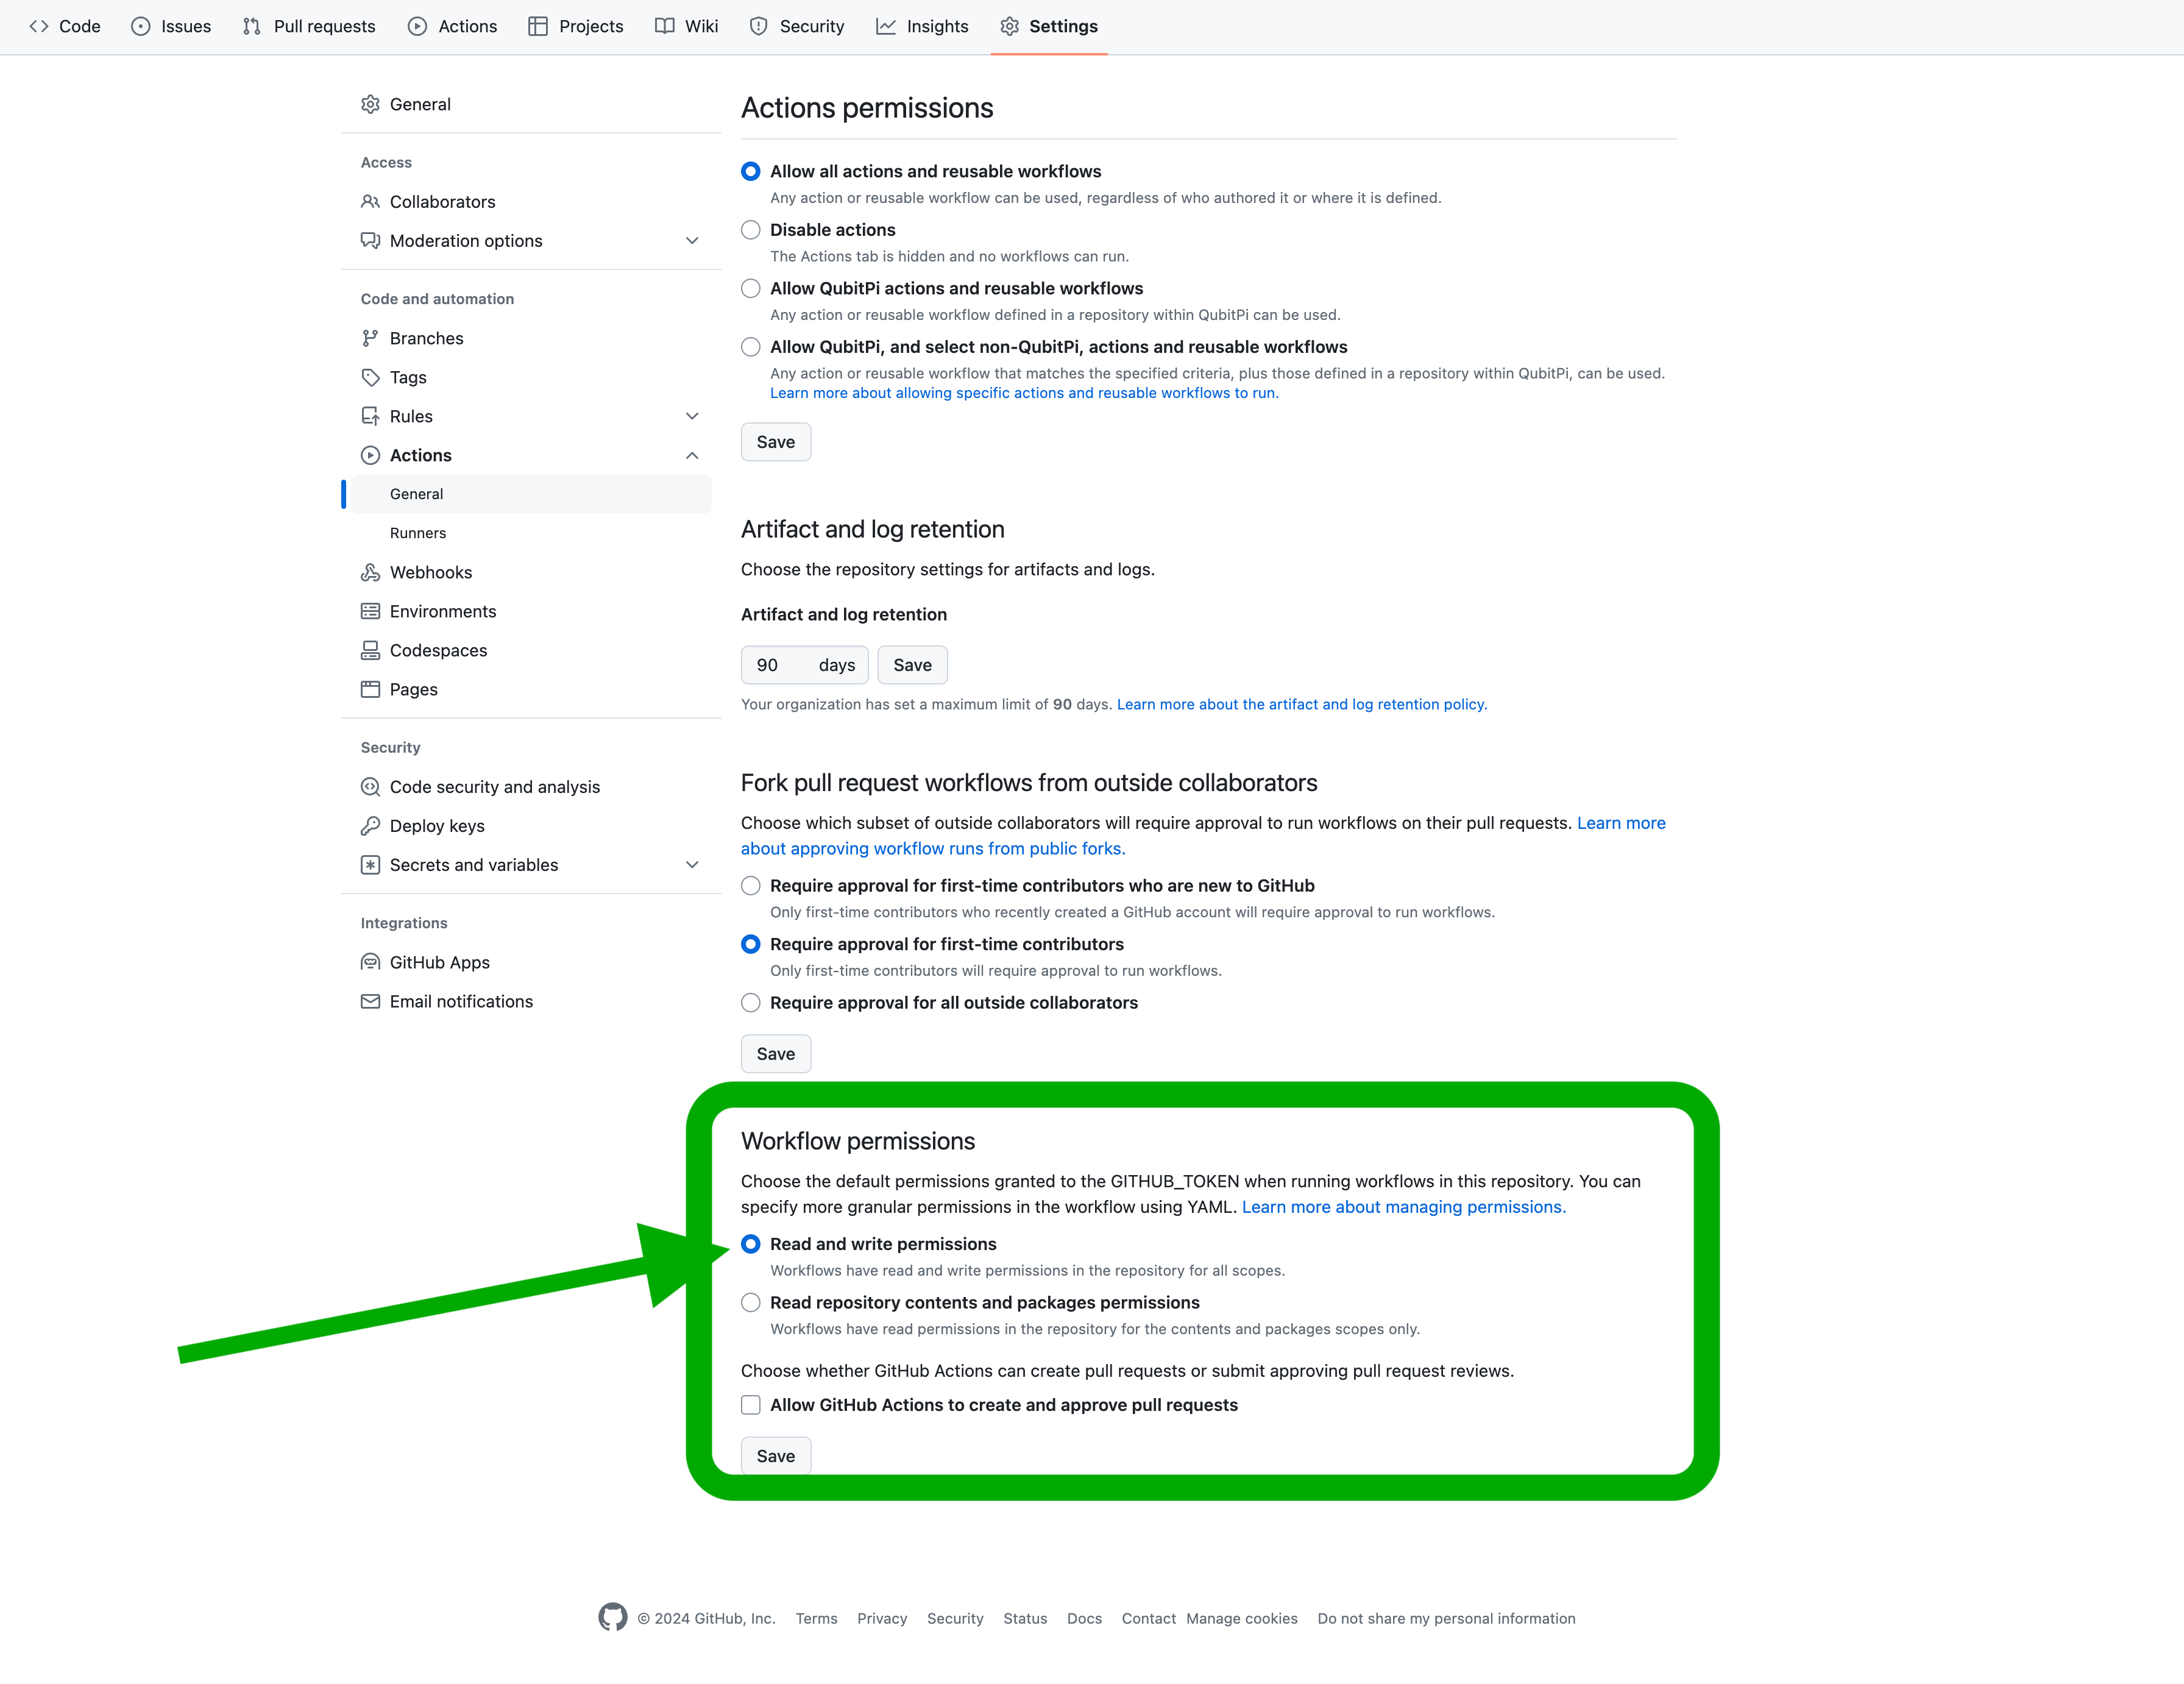 Code Issues Pull requests Actions Projects Wiki Security Insights Settings
General
Access
Collaborators
Moderation options
Code and automation
Branches
Tags
Rules
Actions
General
Runners
Webhooks
Environments
Codespaces
Pages
Security
Code security and analysis
Deploy keys
Secrets and variables
Integrations
GitHub Apps
Email notifications
Actions permissions
Allow all actions and reusable workflows
Any action or reusable workflow can be used, regardless of who authored it or where it is defined.
Disable actions
The Actions tab is hidden and no workflows can run.
Allow QubitPi actions and reusable workflows
Any action or reusable workflow defined in a repository within QubitPi can be used.
Allow QubitPi, and select non-QubitPi, actions and reusable workflows
Any action or reusable workflow that matches the specified criteria, plus those defined in a repository within QubitPi, can be used.
Learn more about allowing specific actions and reusable workflows to run.
Save
Artifact and log retention
Choose the repository settings for artifacts and logs.
Artifact and log retention
90 days Save
Your organization has set a maximum limit of 90 days. Learn more about the artifact and log retention policy.
Fork pull request workflows from outside collaborators
Choose which subset of outside collaborators will require approval to run workflows on their pull requests. Learn more
about approving workflow runs from public forks.
Require approval for first-time contributors who are new to GitHub
Only first-time contributors who recently created a GitHub account will require approval to run workflows.
Require approval for first-time contributors
Only first-time contributors will require approval to run workflows.
Require approval for all outside collaborators
Save
Workflow permissions
Choose the default permissions granted to the GITHUB_TOKEN when running workflows in this repository. You can
specify more granular permissions in the workflow using YAML. Learn more about managing permissions.
Read and write permissions
Workflows have read and write permissions in the repository for all scopes.
Read repository contents and packages permissions
Workflows have read permissions in the repository for the contents and packages scopes only.
Choose whether GitHub Actions can create pull requests or submit approving pull request reviews.
Allow GitHub Actions to create and approve pull requests
Save
© 2024 GitHub, Inc. Terms Privacy Security Status Docs Contact Manage cookies Do not share my personal information